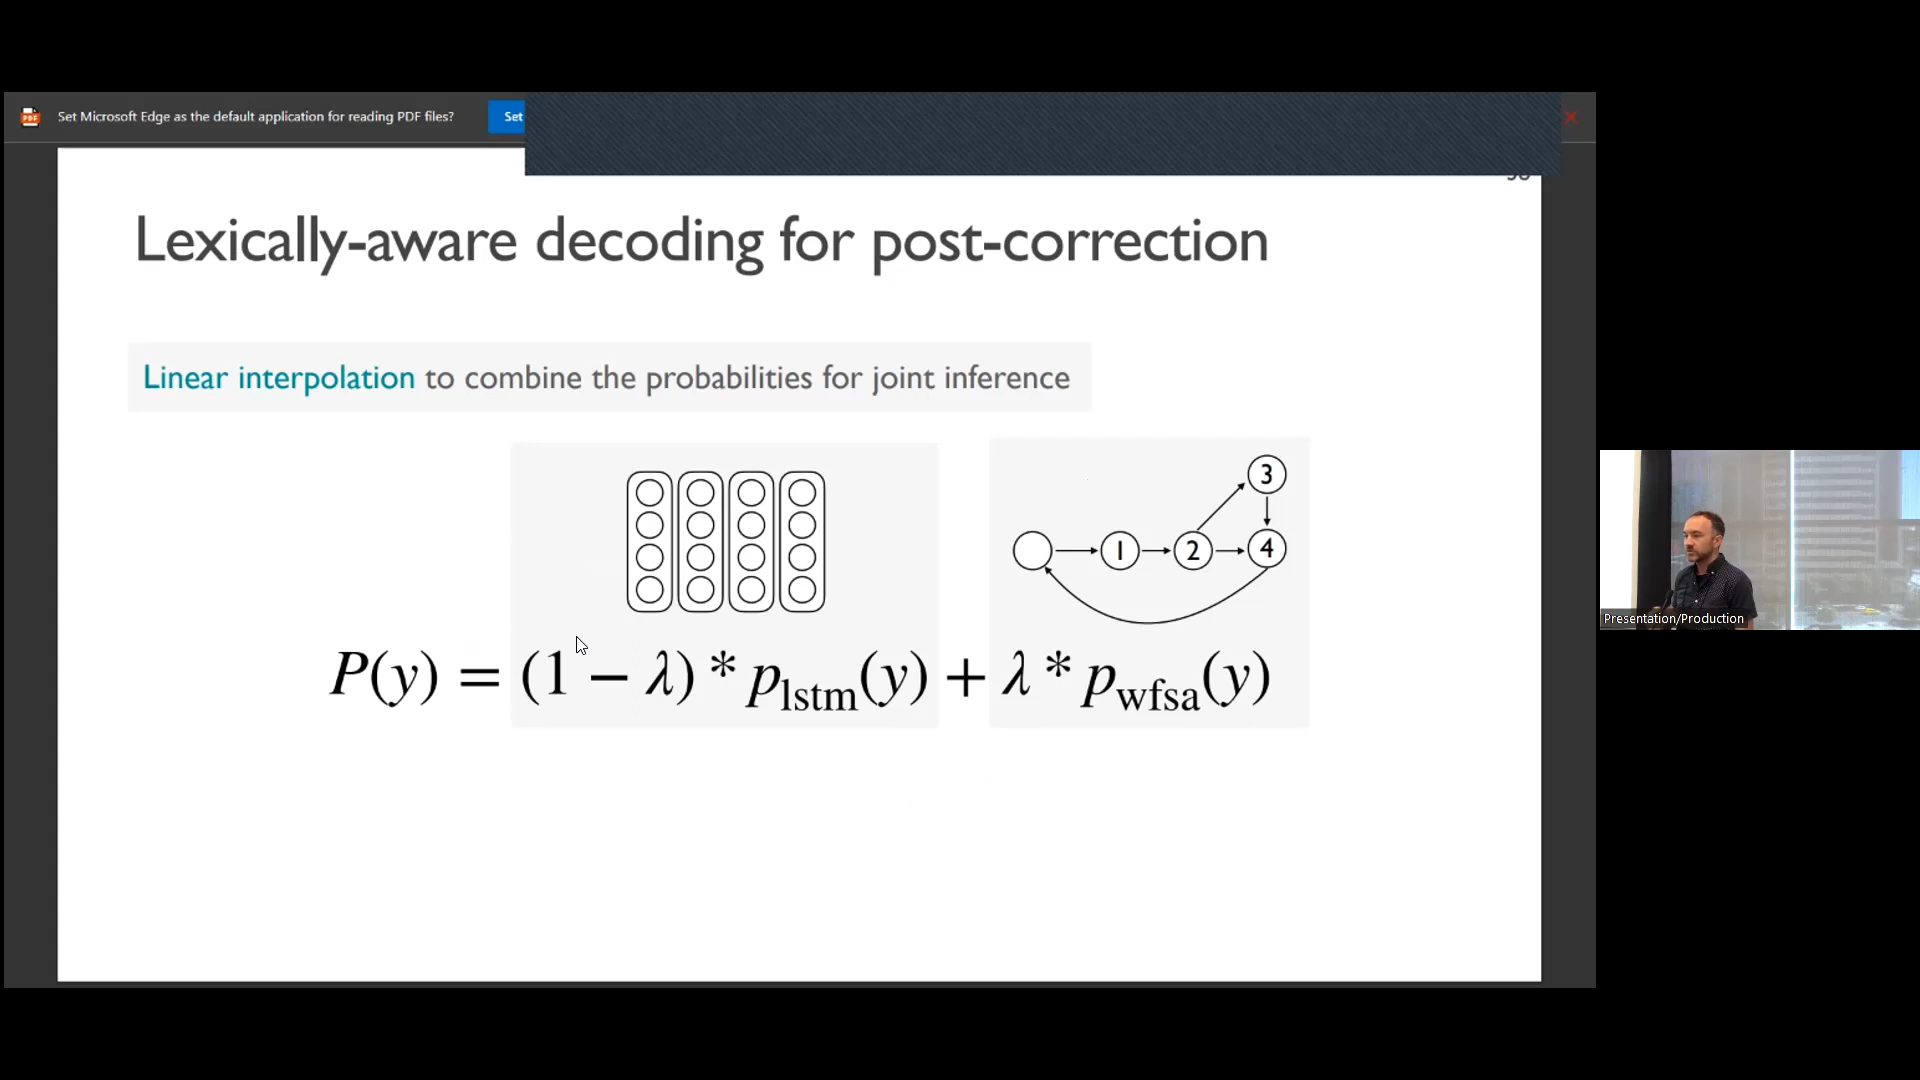 PDF
Set Microsoft Edge as the default application for reading PDF files? Set
Lexically-aware decoding for post-correction
Linear interpolation to combine the probabilities for joint inference
3
1 2 4
P(y) = (1 − λ) * p_lstm(y) + λ * p_wfsa(y)
Presentation/Production